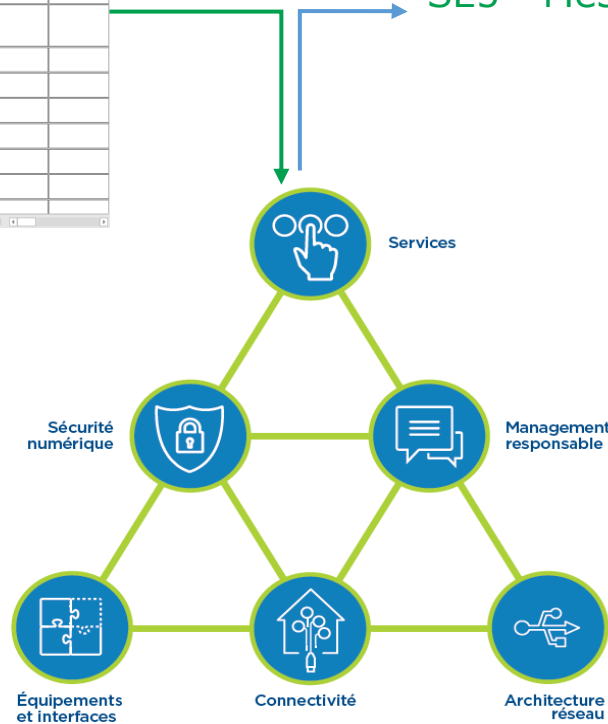 Services
Sécurité
numérique
Management
responsable
Équipements
et interfaces
Connectivité
Architecture
réseau